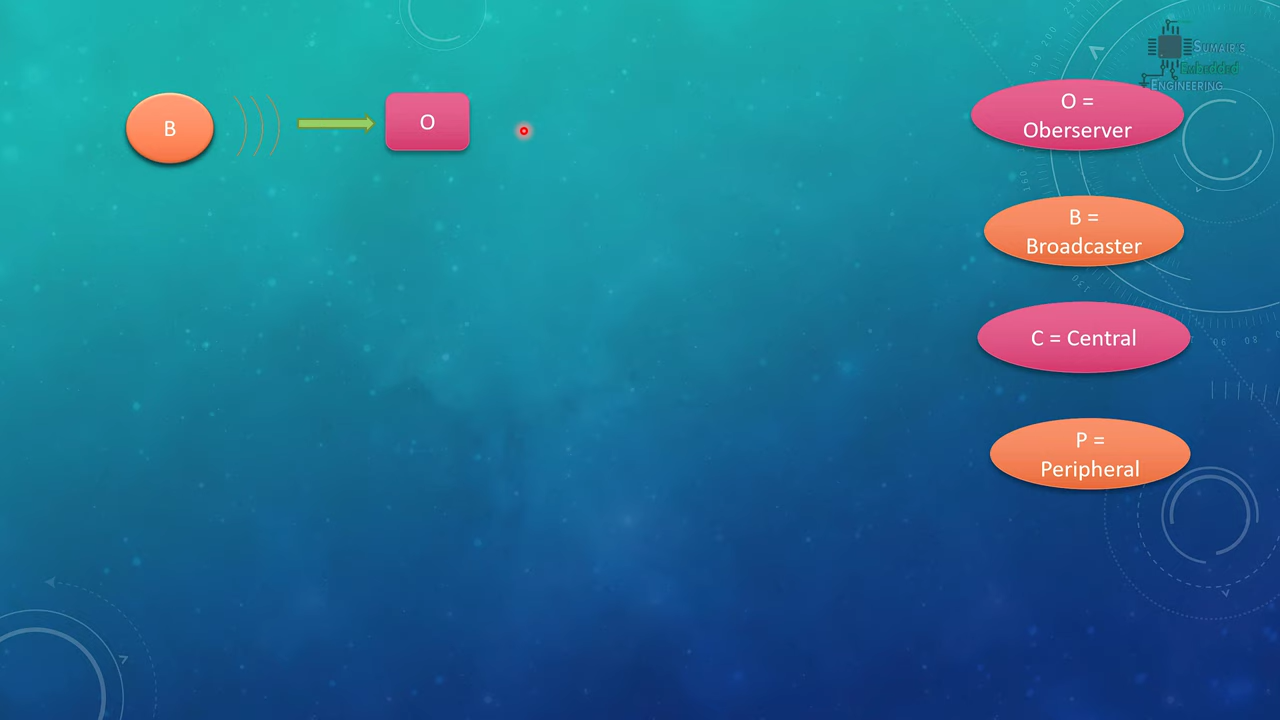 B
O
SUMAIR'S
Embedded
ENGINEERING
O =
Oberserver
B =
Broadcaster
C = Central
P =
Peripheral